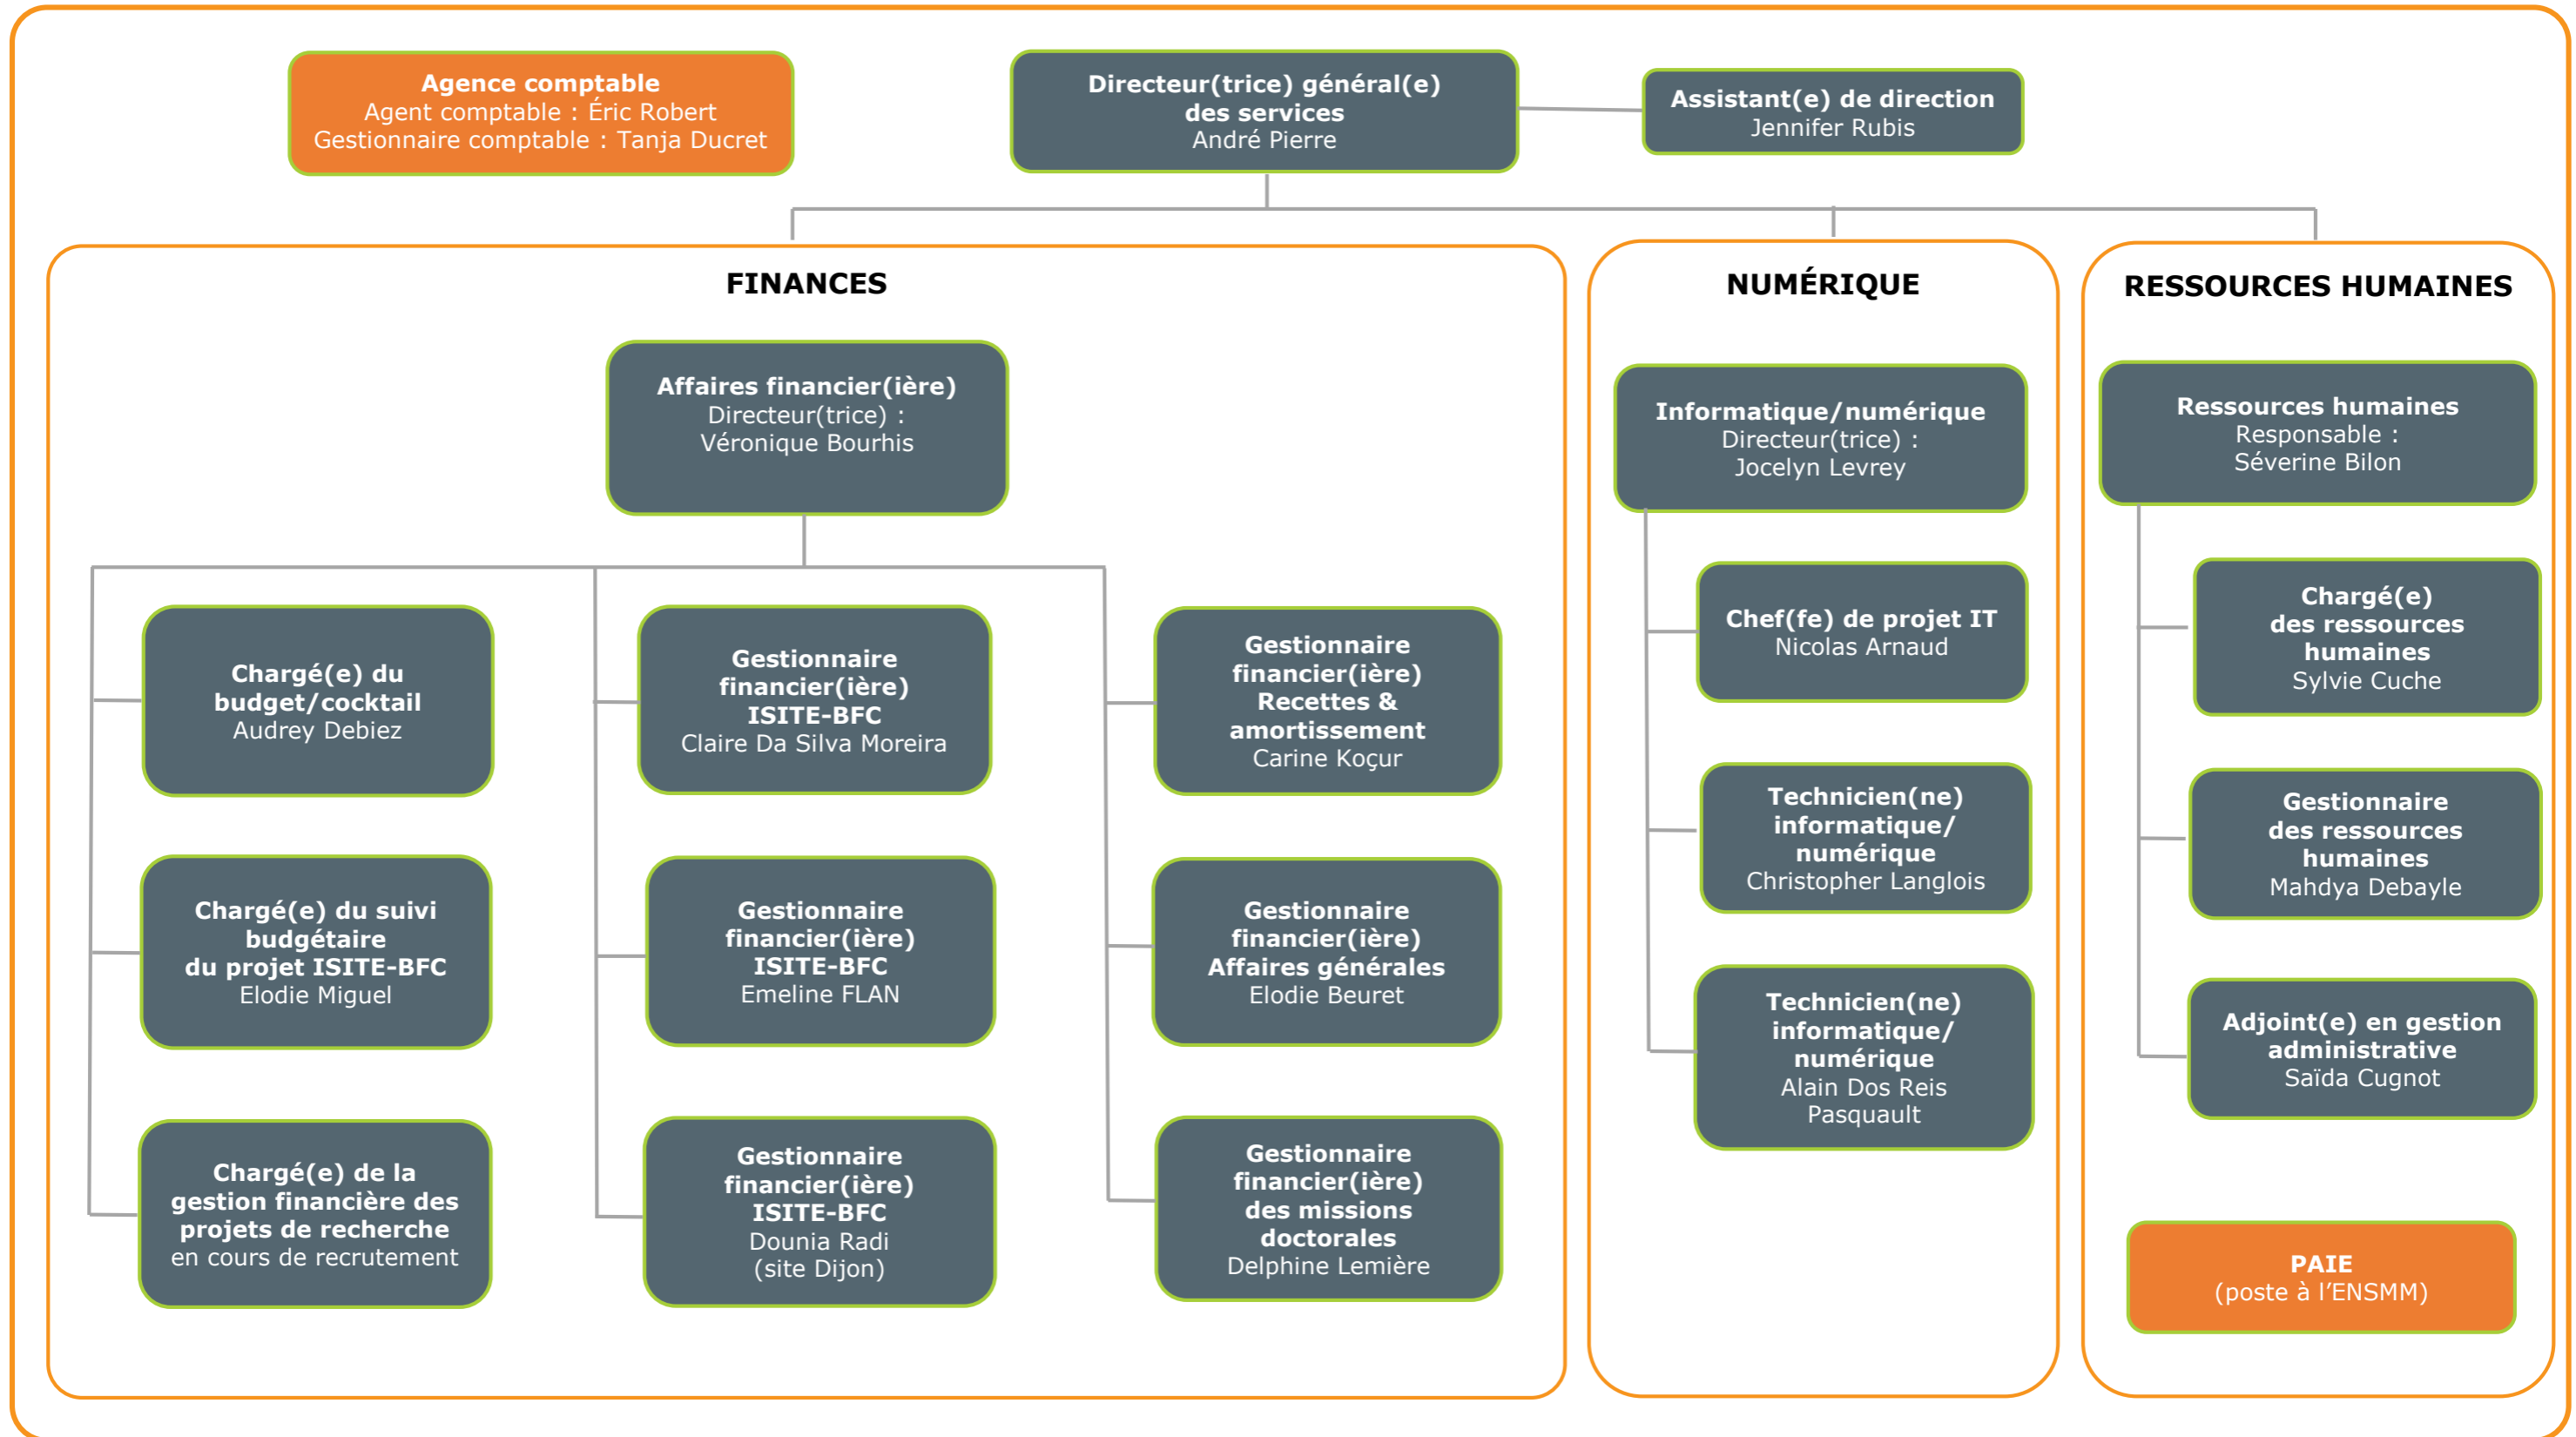 Agence comptable
Agent comptable : Éric Robert
Gestionnaire comptable : Tanja Ducret
Directeur(trice) général(e)
des services
André Pierre
Assistant(e) de direction
Jennifer Rubis
FINANCES
Affaires financier(ière)
Directeur(trice) :
Véronique Bourhis
Chargé(e) du
budget/cocktail
Audrey Debiez
Chargé(e) du suivi
budgétaire
du projet ISITE-BFC
Elodie Miguel
Chargé(e) de la
gestion financière des
projets de recherche
en cours de recrutement
Gestionnaire
financier(ière)
ISITE-BFC
Claire Da Silva Moreira
Gestionnaire
financier(ière)
ISITE-BFC
Emeline FLAN
Gestionnaire
financier(ière)
ISITE-BFC
Dounia Radi
(site Dijon)
Gestionnaire
financier(ière)
Recettes &
amortissement
Carine Koçur
Gestionnaire
financier(ière)
Affaires générales
Elodie Beuret
Gestionnaire
financier(ière)
des missions
doctorales
Delphine Lemière
NUMÉRIQUE
Informatique/numérique
Directeur(trice) :
Jocelyn Levrey
Chef(fe) de projet IT
Nicolas Arnaud
Technicien(ne)
informatique/
numérique
Christopher Langlois
Technicien(ne)
informatique/
numérique
Alain Dos Reis
Pasquault
RESSOURCES HUMAINES
Ressources humaines
Responsable :
Séverine Bilon
Chargé(e)
des ressources
humaines
Sylvie Cuche
Gestionnaire
des ressources
humaines
Mahdya Debayle
Adjoint(e) en gestion
administrative
Saïda Cugnot
PAIE
(poste à l’ENSMM)